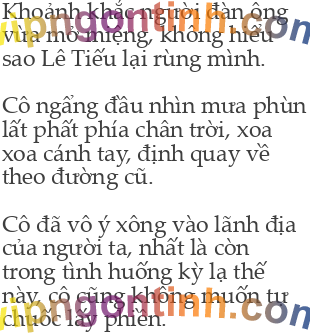 Khoảnh khắc người đàn ông
vừa mở miệng, không hiểu
sao Lê Tiếu lại rùng mình.
Cô ngẩng đầu nhìn mưa phùn
lất phất phía chân trời, xoa
xoa cánh tay, định quay về
theo đường cũ.
Cô đã vô ý xông vào lãnh địa
của người ta, nhất là còn
trong tình huống kỳ lạ thế
này, cô cũng không muốn tự
chuốc lấy phiền.
vipngontinh.com
vipngontinh.com